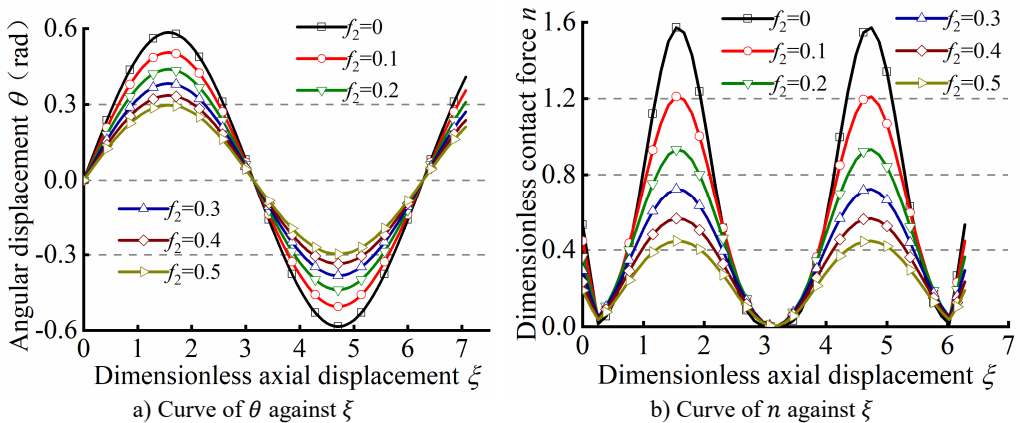 Angular displacement θ (rad)
0.6
0.3
0.0
-0.3
-0.6
f₂=0
f₂=0.1
f₂=0.2
f₂=0.3
f₂=0.4
f₂=0.5
0 1 2 3 4 5 6 7
Dimensionless axial displacement ξ
a) Curve of θ against ξ
Dimensionless contact force n
1.6
1.2
0.8
0.4
0.0
f₂=0 f₂=0.3
f₂=0.1 f₂=0.4
f₂=0.2 f₂=0.5
0 1 2 3 4 5 6 7
Dimensionless axial displacement ξ
b) Curve of n against ξ